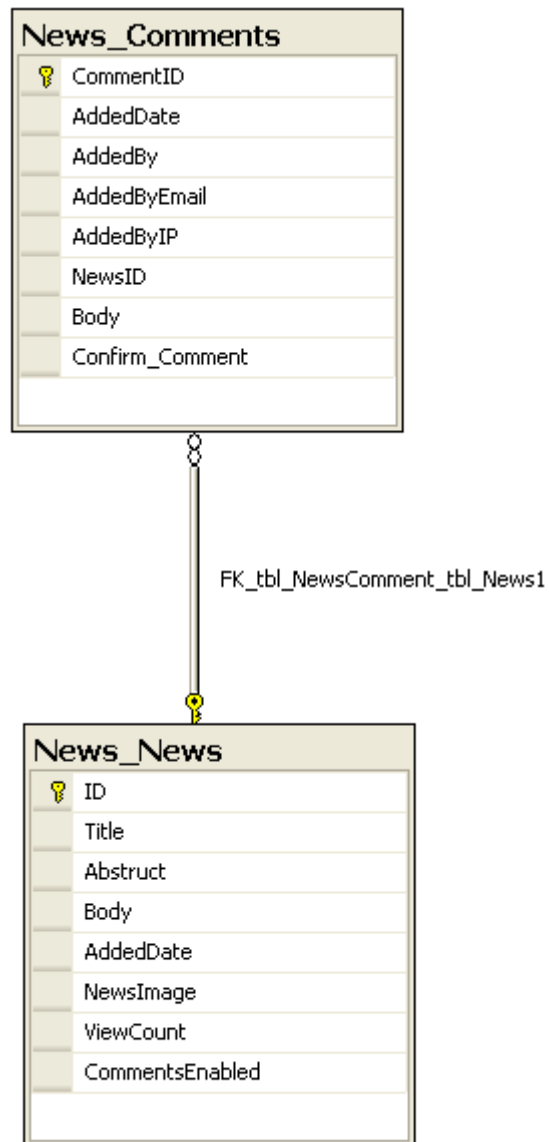 News_Comments
CommentID
AddedDate
AddedBy
AddedByEmail
AddedByIP
NewsID
Body
Confirm_Comment
FK_tbl_NewsComment_tbl_News1
News_News
ID
Title
Abstruct
Body
AddedDate
NewsImage
ViewCount
CommentsEnabled